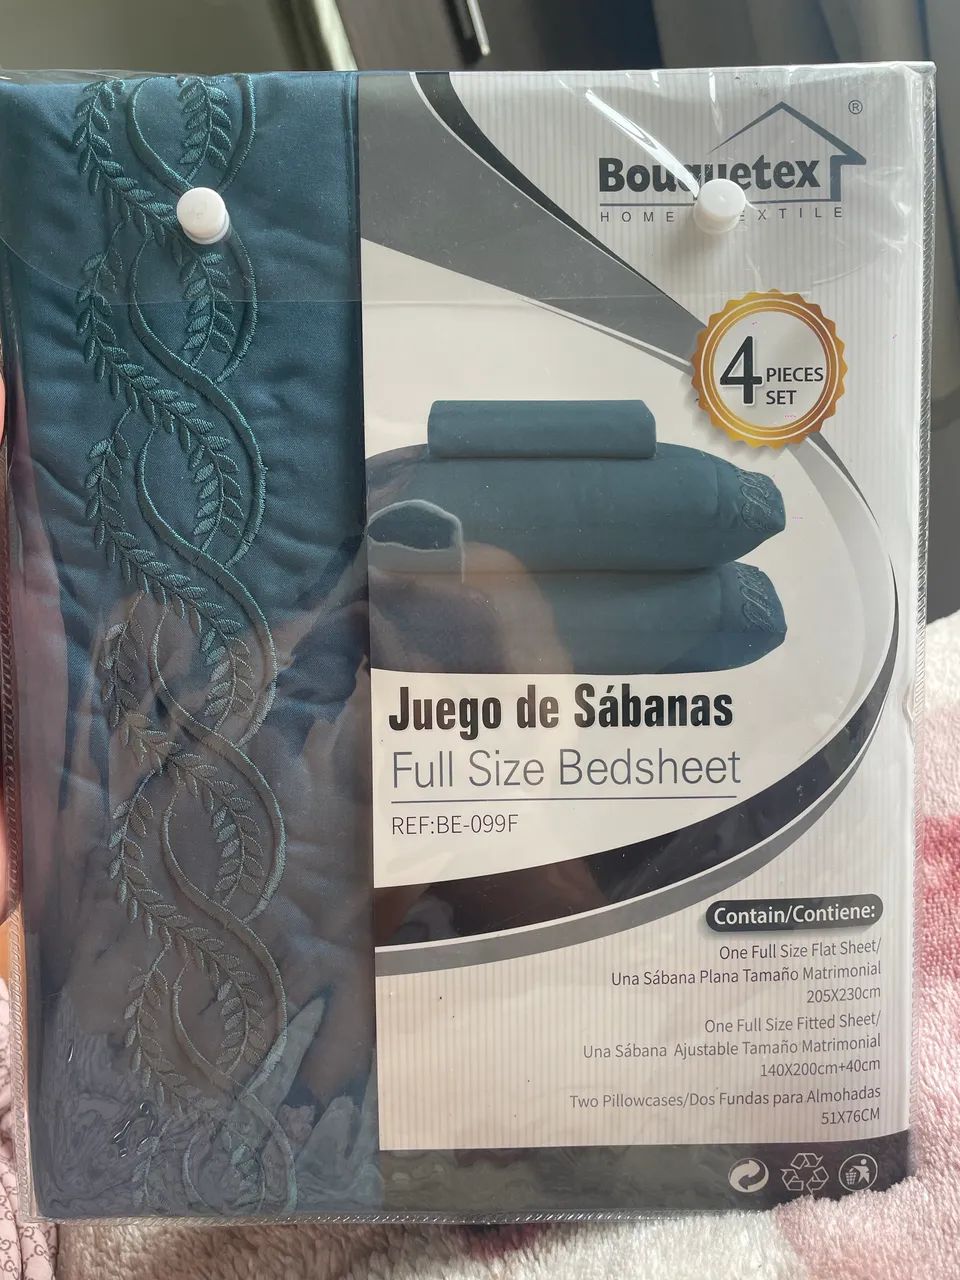 Bouquetex ®
HOME TEXTILE
4 PIECES
SET
Juego de Sábanas
Full Size Bedsheet
REF:BE-099F
Contain/Contiene:
One Full Size Flat Sheet/
Una Sábana Plana Tamaño Matrimonial
205X230cm
One Full Size Fitted Sheet/
Una Sábana Ajustable Tamaño Matrimonial
140X200cm+40cm
Two Pillowcases/Dos Fundas para Almohadas
51X76CM